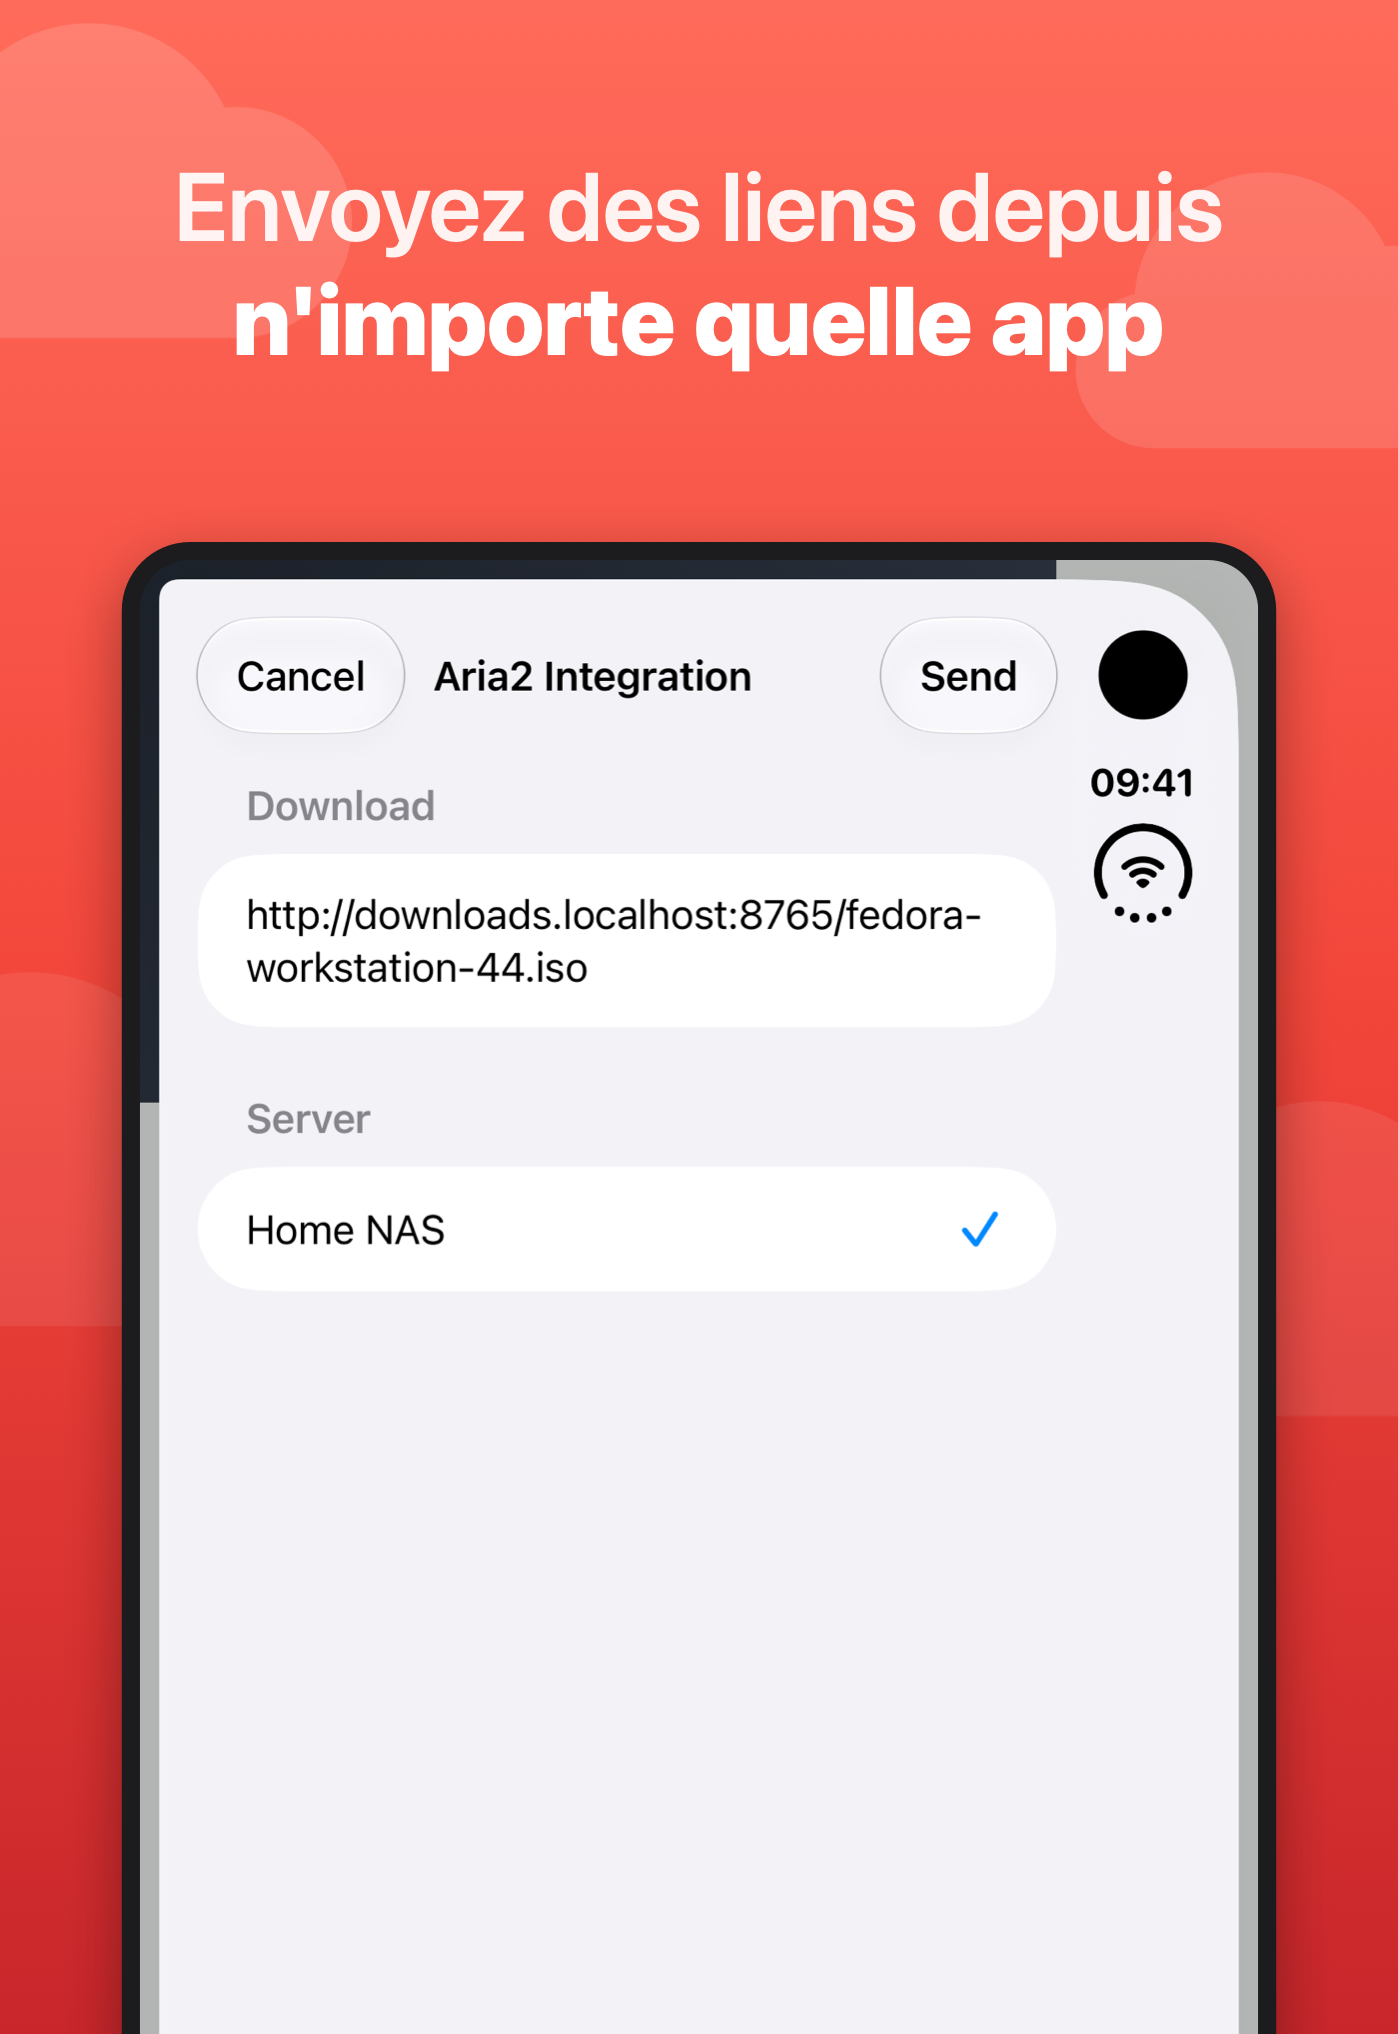 Envoyez des liens depuis
n'importe quelle app
Cancel Aria2 Integration Send
09:41
Download
http://downloads.localhost:8765/fedora-
workstation-44.iso
Server
Home NAS